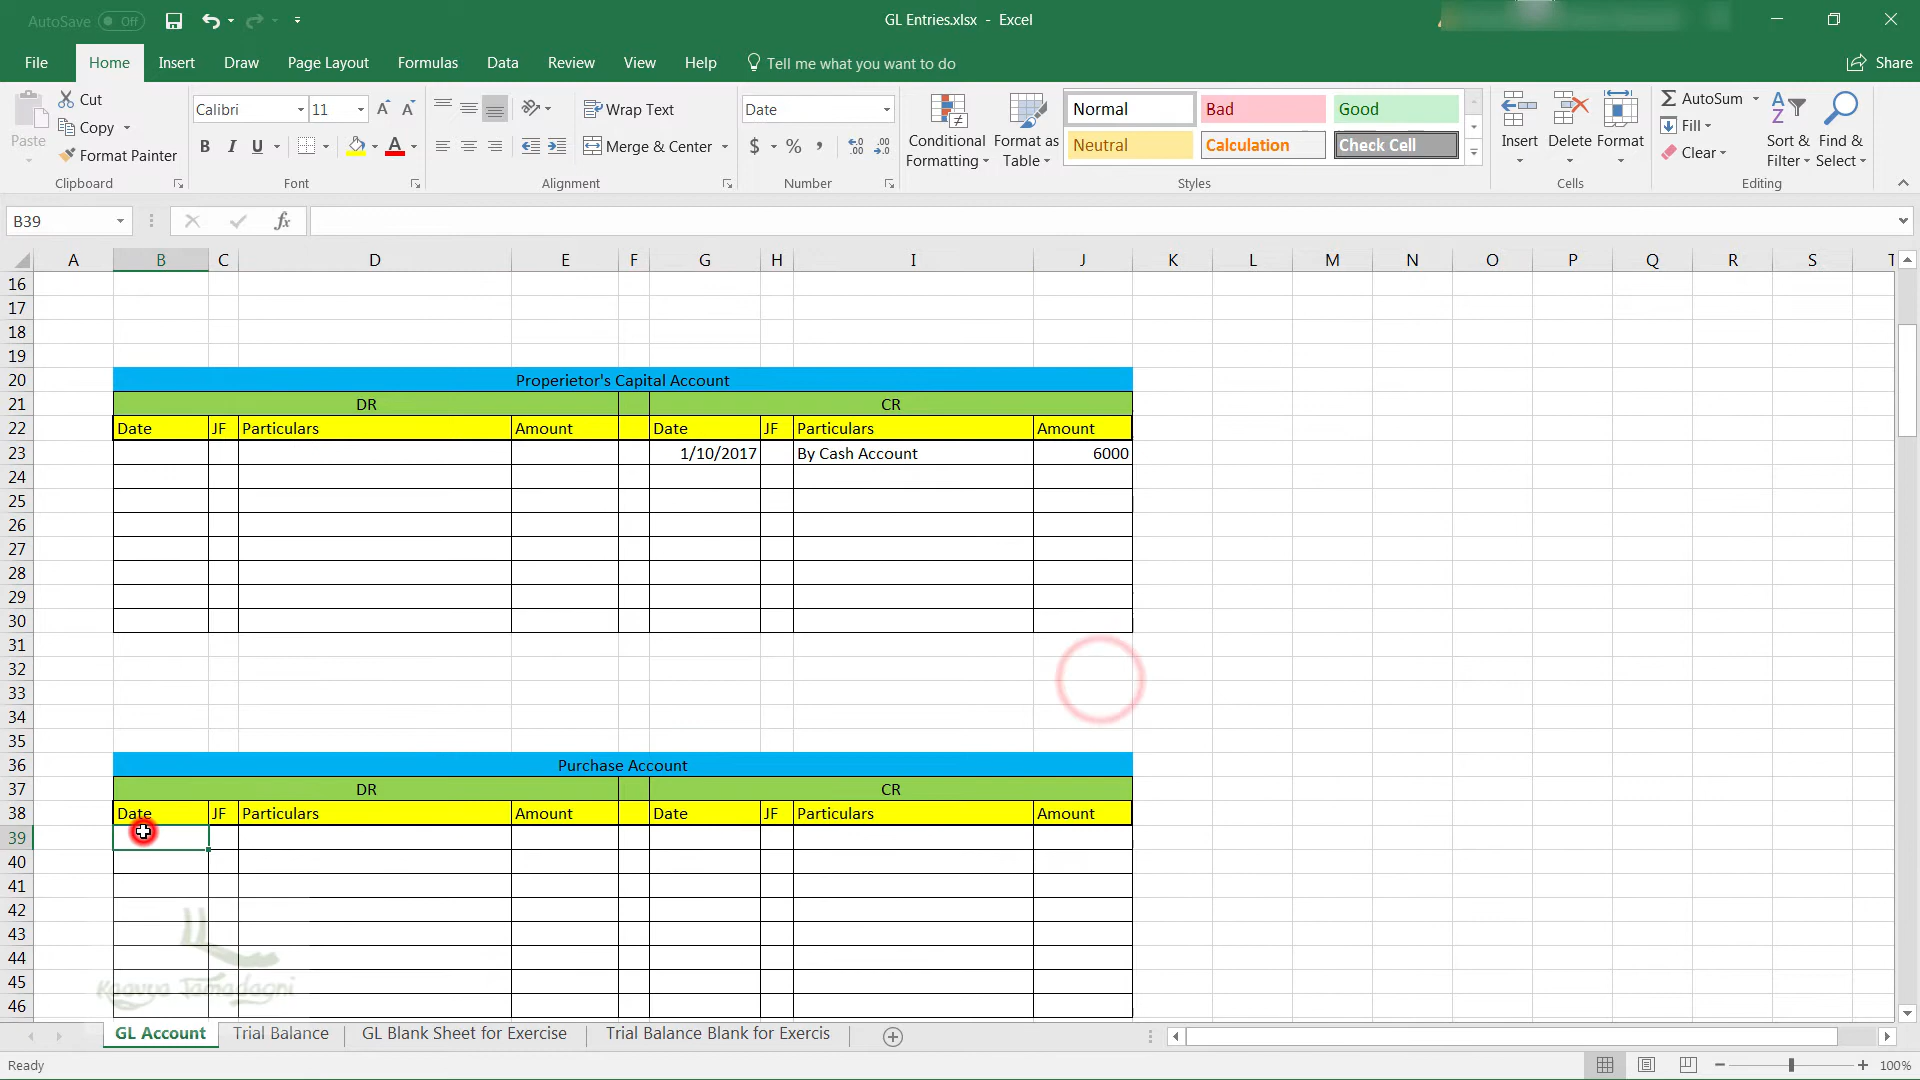 AutoSave Off
GL Entries.xlsx - Excel
File Home Insert Draw Page Layout Formulas Data Review View Help Tell me what you want to do Share
Paste
Cut
Copy
Format Painter
Clipboard
Calibri 11
B I U
Font
Wrap Text
Merge & Center
Alignment
Date
$ % ,
Number
Conditional Formatting
Format as Table
Normal Bad Good
Neutral Calculation Check Cell
Styles
Insert Delete Format
Cells
AutoSum
Fill
Clear
Sort & Filter
Find & Select
Editing
B39 fx
A B C D E F G H I J K L M N O P Q R S T
16
17
18
19
20 Properietor's Capital Account
21 DR CR
22 Date JF Particulars Amount Date JF Particulars Amount
23 1/10/2017 By Cash Account 6000
24
25
26
27
28
29
30
31
32
33
34
35
36 Purchase Account
37 DR CR
38 Date JF Particulars Amount Date JF Particulars Amount
39
40
41
42
43
44
45
46
Kaavya Jamadagni
GL Account Trial Balance GL Blank Sheet for Exercise Trial Balance Blank for Exercis
Ready 100%